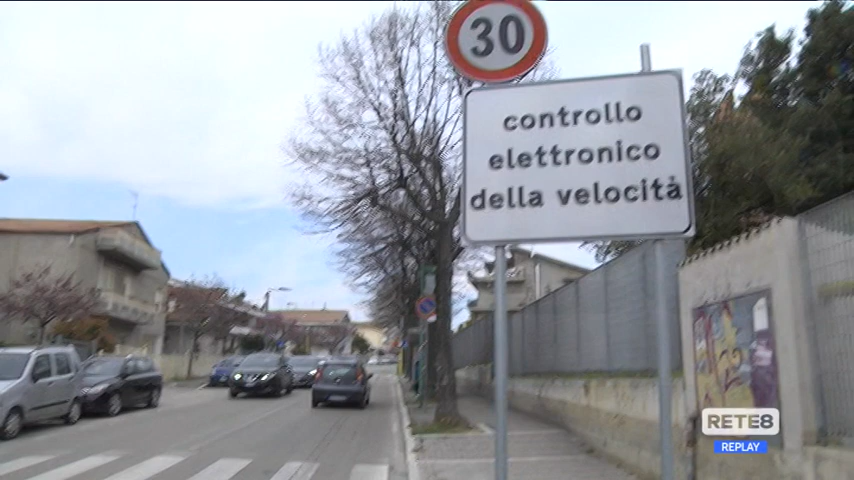 30
controllo
elettronico
della velocità
RETE8
REPLAY